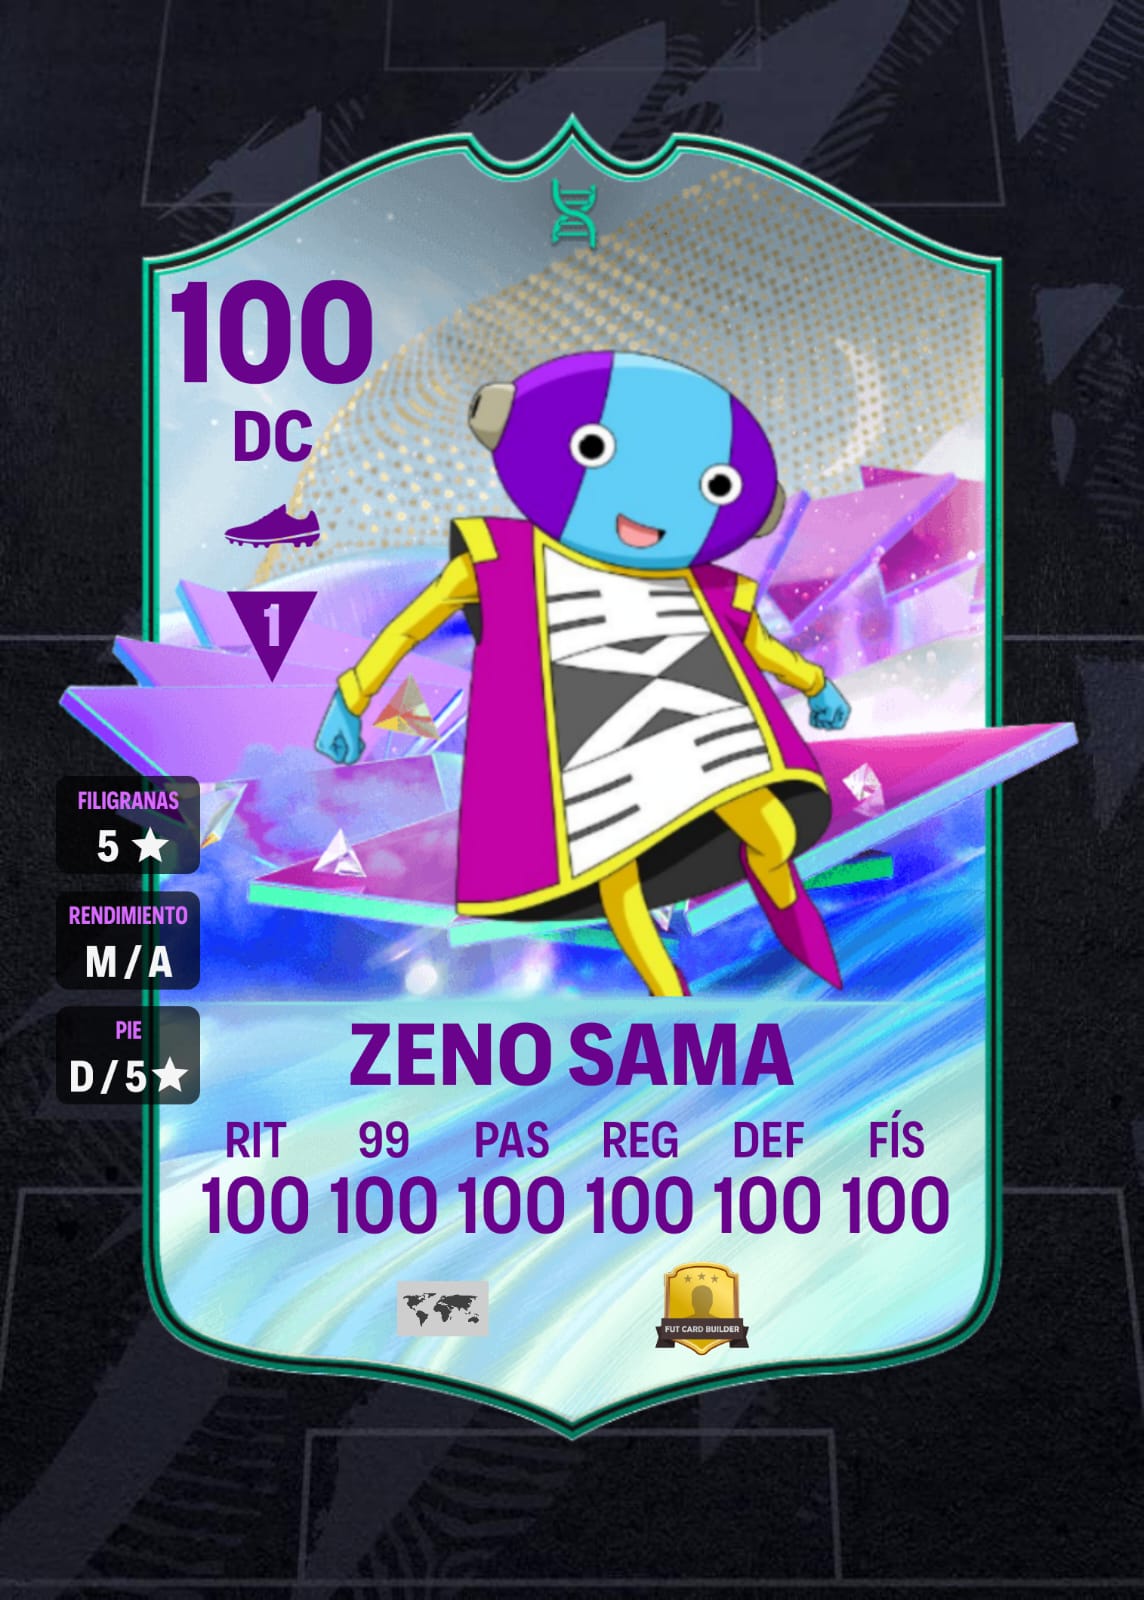 100
DC
1
FILIGRANAS
5 ★
RENDIMIENTO
M / A
PIE
D / 5★
ZENO SAMA
RIT 99 PAS REG DEF FÍS
100 100 100 100 100 100
FUT CARD BUILDER